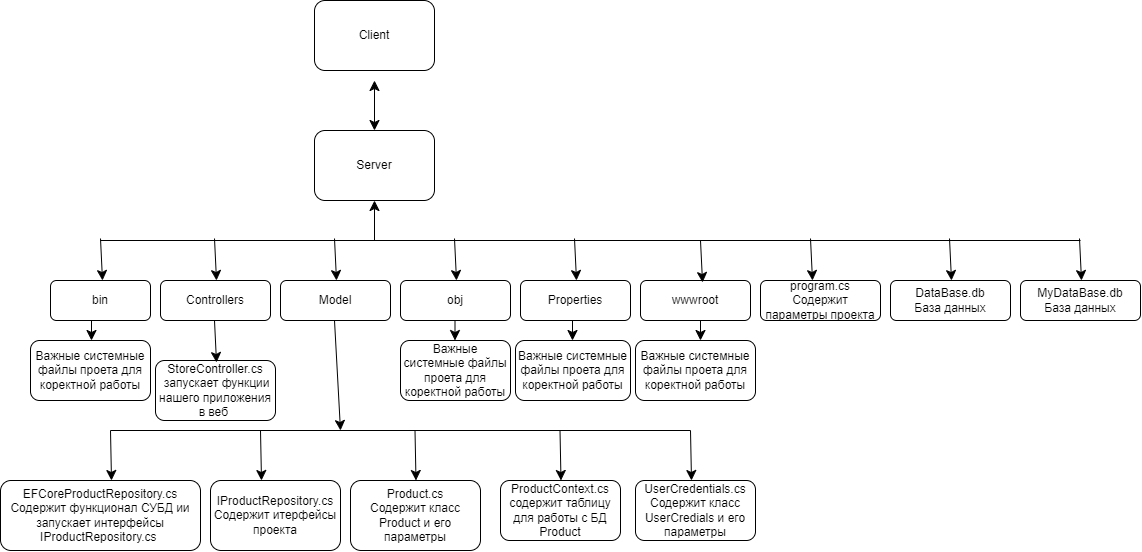 Client
Server
bin
Controllers
Model
obj
Properties
wwwroot
program.cs
Содержит
параметры проекта
DataBase.db
База данных
MyDataBase.db
База данных
Важные системные
файлы проета для
коректной работы
StoreController.cs
запускает функции
нашего приложения
в веб
Важные
системные файлы
проета для
коректной работы
Важные системные
файлы проета для
коректной работы
Важные системные
файлы проета для
коректной работы
EFCoreProductRepository.cs
Содержит функционал СУБД ии
запускает интерфейсы
IProductRepository.cs
IProductRepository.cs
Содержит итерфейсы
проекта
Product.cs
Содержит класс
Product и его
параметры
ProductContext.cs
содержит таблицу
для работы с БД
Product
UserCredentials.cs
Содержит класс
UserCredials и его
параметры